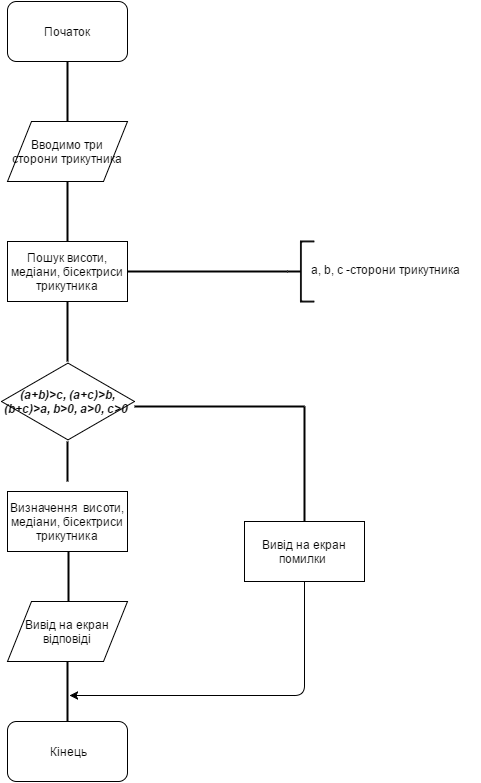 Початок
Вводимо три
сторони трикутника
Пошук висоти,
медіани, бісектриси
трикутника
a, b, c -сторони трикутника
(a+b)>c, (a+c)>b,
(b+c)>a, b>0, a>0, c>0
Визначення висоти,
медіани, бісектриси
трикутника
Вивід на екран
помилки
Вивід на екран
відповіді
Кінець